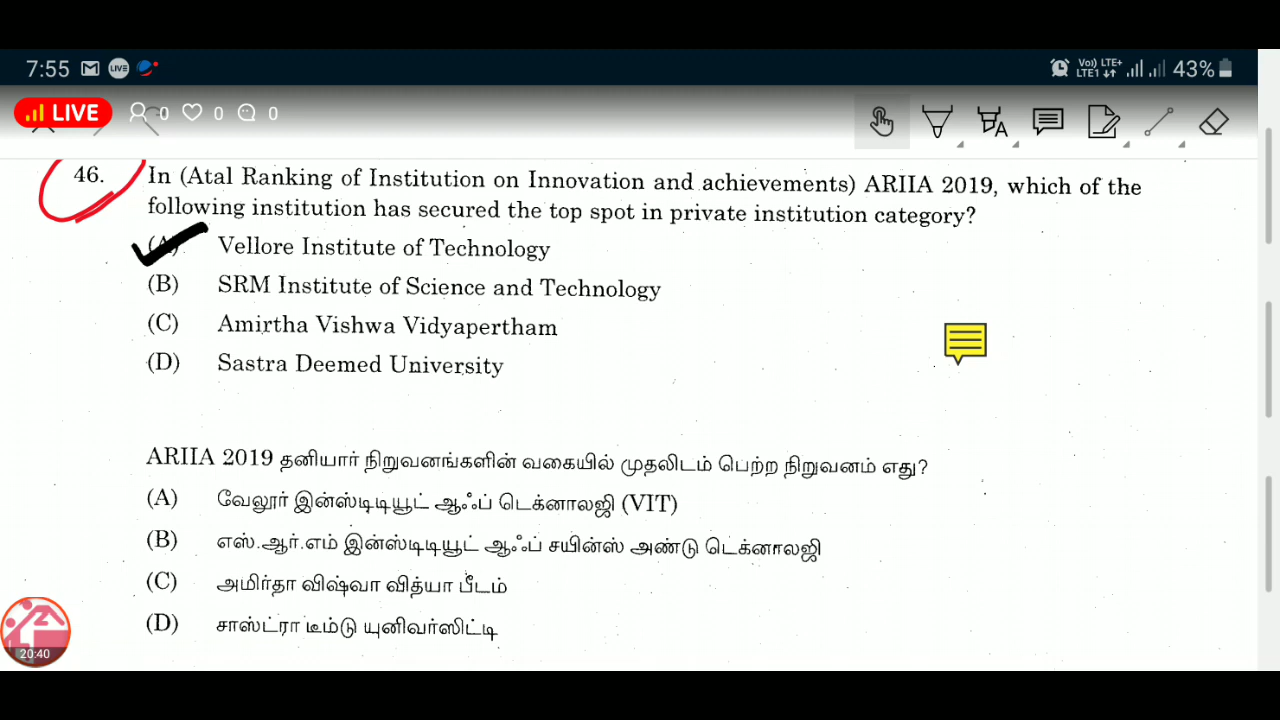 7:55 LIVE Vo) LTE+ LTE1 43%
LIVE 0 0 0
46. In (Atal Ranking of Institution on Innovation and achievements) ARIIA 2019, which of the
following institution has secured the top spot in private institution category?
(A) Vellore Institute of Technology
(B) SRM Institute of Science and Technology
(C) Amirtha Vishwa Vidyapertham
(D) Sastra Deemed University
ARIIA 2019 தனியார் நிறுவனங்களின் வகையில் முதலிடம் பெற்ற நிறுவனம் எது?
(A) வேலூர் இன்ஸ்டிடியூட் ஆஃப் டெக்னாலஜி (VIT)
(B) எஸ்.ஆர்.எம் இன்ஸ்டிடியூட் ஆஃப் சயின்ஸ் அண்டு டெக்னாலஜி
(C) அமிர்தா விஷ்வா வித்யா பீடம்
(D) சாஸ்ட்ரா டீம்டு யுனிவர்ஸிட்டி
20:40